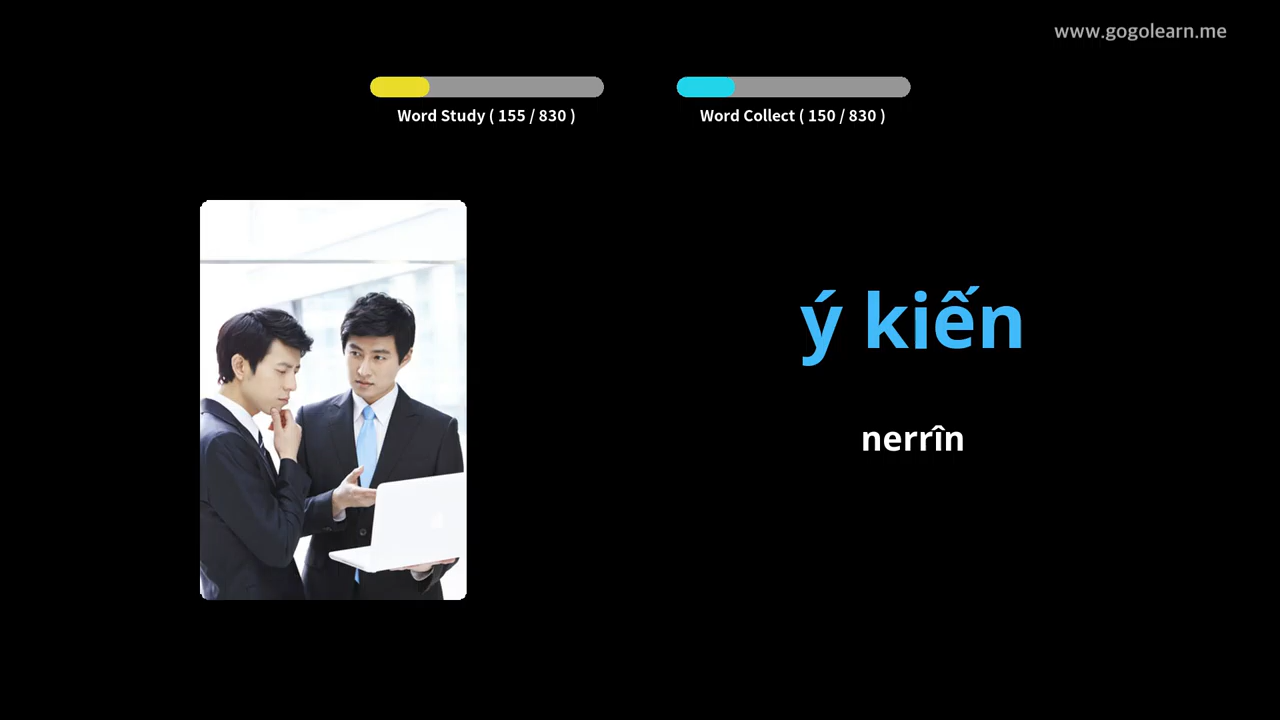 www.gogolearn.me
Word Study ( 155 / 830 )
Word Collect ( 150 / 830 )
ý kiến
nerrîn